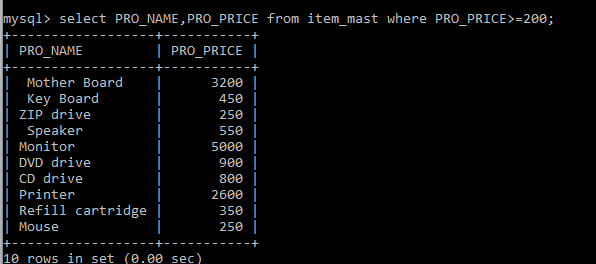 mysql> select PRO_NAME,PRO_PRICE from item_mast where PRO_PRICE>=200;
+------------------+-----------+
| PRO_NAME         | PRO_PRICE |
+------------------+-----------+
|  Mother Board    |      3200 |
|  Key Board       |       450 |
| ZIP drive        |       250 |
|  Speaker         |       550 |
| Monitor          |      5000 |
| DVD drive        |       900 |
| CD drive         |       800 |
| Printer          |      2600 |
| Refill cartridge |       350 |
| Mouse            |       250 |
+------------------+-----------+
10 rows in set (0.00 sec)